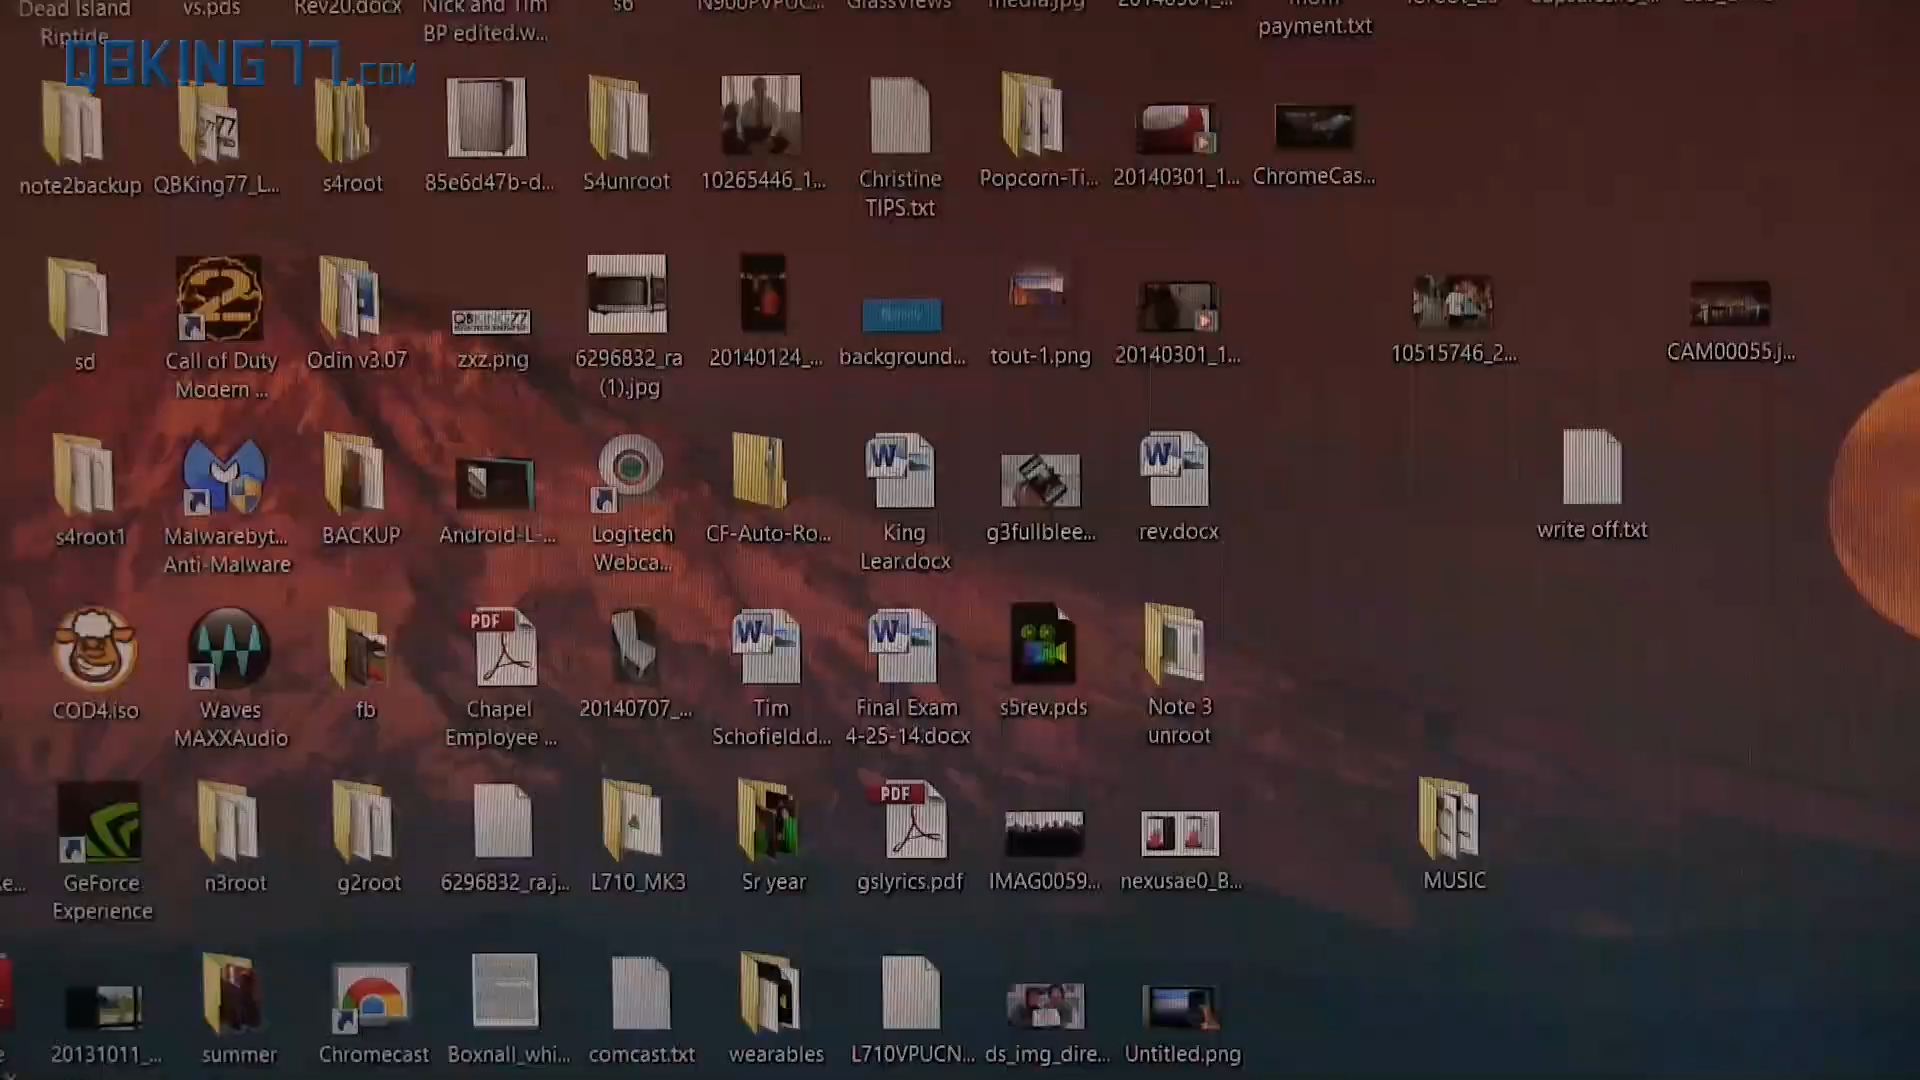 Dead Island
Riptide
vs.pds
Rev20.docx
Nick and Tim
BP edited.w...
s6
media.jpg
payment.txt
QBKING77.COM
note2backup
QBKing77_L...
s4root
85e6d47b-d...
S4unroot
10265446_1...
Christine
TIPS.txt
Popcorn-Ti...
20140301_1...
ChromeCas...
sd
Call of Duty
Modern ...
Odin v3.07
QBKING77
zxz.png
6296832_ra
(1).jpg
20140124_...
background...
tout-1.png
20140301_1...
10515746_2...
CAM00055.j...
s4root1
Malwarebyt...
Anti-Malware
BACKUP
Android-L-...
Logitech
Webca...
CF-Auto-Ro...
King
Lear.docx
g3fullblee...
rev.docx
write off.txt
COD4.iso
Waves
MAXXAudio
fb
PDF
Chapel
Employee ...
20140707_...
Tim
Schofield.d...
Final Exam
4-25-14.docx
s5rev.pds
Note 3
unroot
GeForce
Experience
n3root
g2root
6296832_ra.j...
L710_MK3
Sr year
PDF
gslyrics.pdf
IMAG0059...
nexusae0_B...
MUSIC
20131011_...
summer
Chromecast
Boxnall_whi...
comcast.txt
wearables
L710VPUCN...
ds_img_dire...
Untitled.png